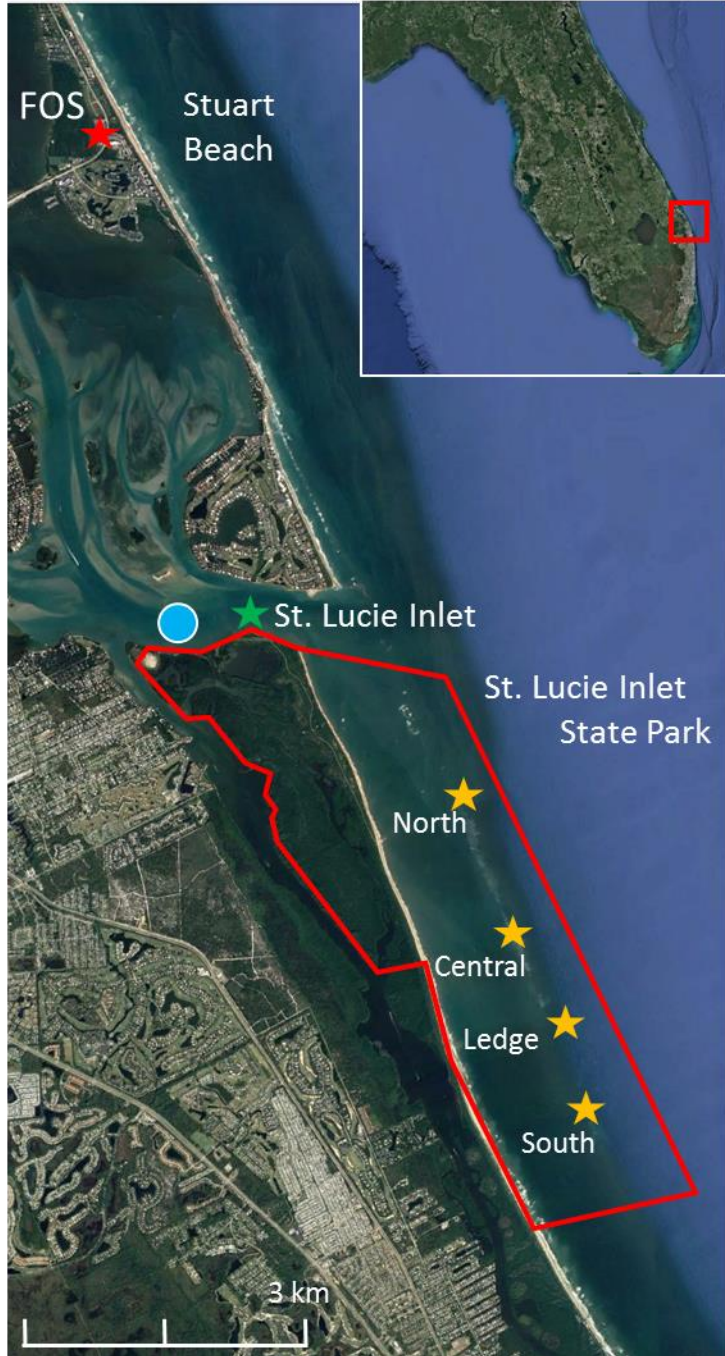 FOS
Stuart
Beach
St. Lucie Inlet
St. Lucie Inlet
State Park
North
Central
Ledge
South
3 km